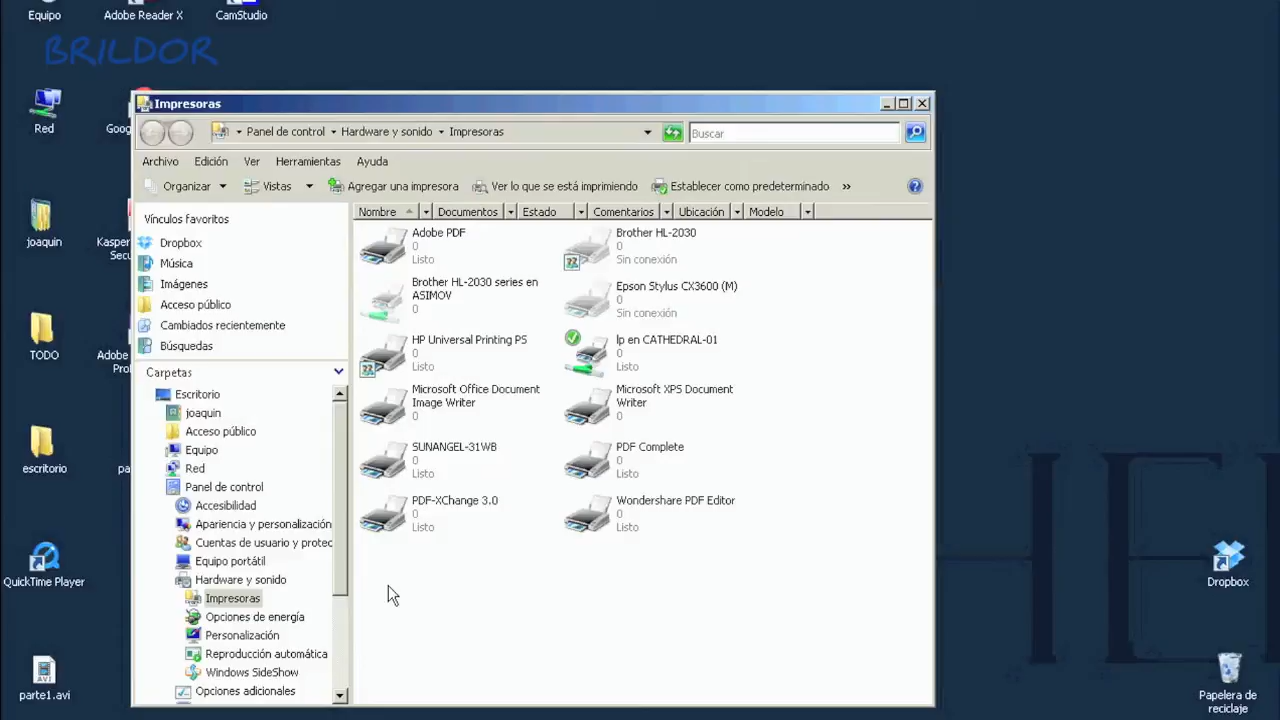 Equipo
Adobe Reader X
CamStudio
BRILDOR
Impresoras
Red
Panel de control
Hardware y sonido
Impresoras
Buscar
Archivo
Edición
Ver
Herramientas
Ayuda
Organizar
Vistas
Agregar una impresora
Ver lo que se está imprimiendo
Establecer como predeterminado
»
Vínculos favoritos
Dropbox
Música
Imágenes
Acceso público
Cambiados recientemente
Búsquedas
Carpetas
Escritorio
joaquin
Acceso público
Equipo
Red
Panel de control
Accesibilidad
Apariencia y personalización
Cuentas de usuario y protec
Equipo portátil
Hardware y sonido
Impresoras
Opciones de energía
Personalización
Reproducción automática
Windows SideShow
Opciones adicionales
Nombre
Documentos
Estado
Comentarios
Ubicación
Modelo
Adobe PDF
0
Listo
Brother HL-2030
0
Sin conexión
Brother HL-2030 series en
ASIMOV
0
Epson Stylus CX3600 (M)
0
Sin conexión
HP Universal Printing PS
0
Listo
lp en CATHEDRAL-01
0
Listo
Microsoft Office Document
Image Writer
0
Microsoft XPS Document
Writer
0
SUNANGEL-31WB
0
Listo
PDF Complete
0
Listo
PDF-XChange 3.0
0
Listo
Wondershare PDF Editor
0
Listo
Goog
joaquin
Kaspers
Secu
TODO
Adobe
Pro
escritorio
pa
QuickTime Player
parte1.avi
Dropbox
Papelera de
reciclaje